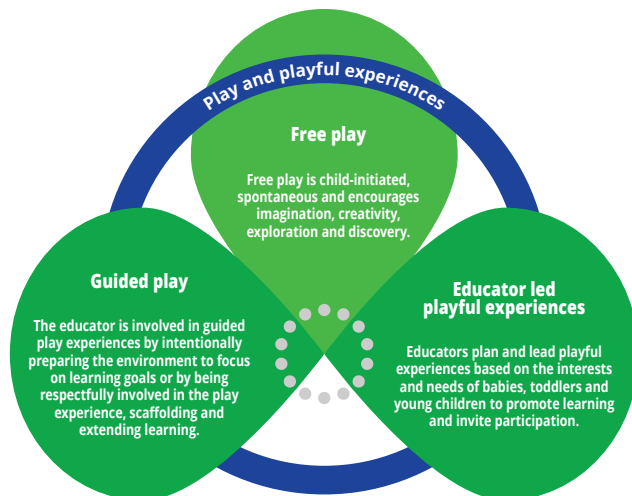 Play and playful experiences
Free play
Free play is child-initiated,
spontaneous and encourages
imagination, creativity,
exploration and discovery.
Guided play
The educator is involved in guided
play experiences by intentionally
preparing the environment to focus
on learning goals or by being
respectfully involved in the play
experience, scaffolding and
extending learning.
Educator led
playful experiences
Educators plan and lead playful
experiences based on the interests
and needs of babies, toddlers and
young children to promote learning
and invite participation.